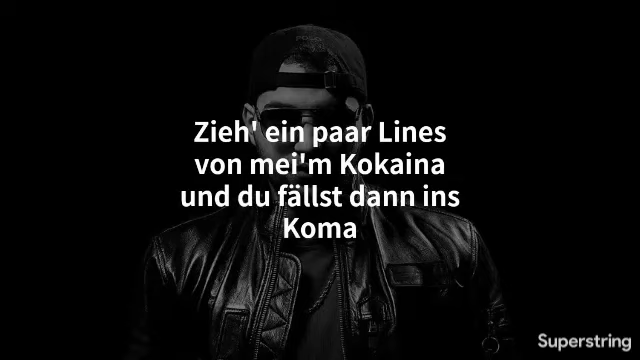 Zieh' ein paar Lines
von mei'm Kokaina
und du fällst dann ins
Koma
Superstring